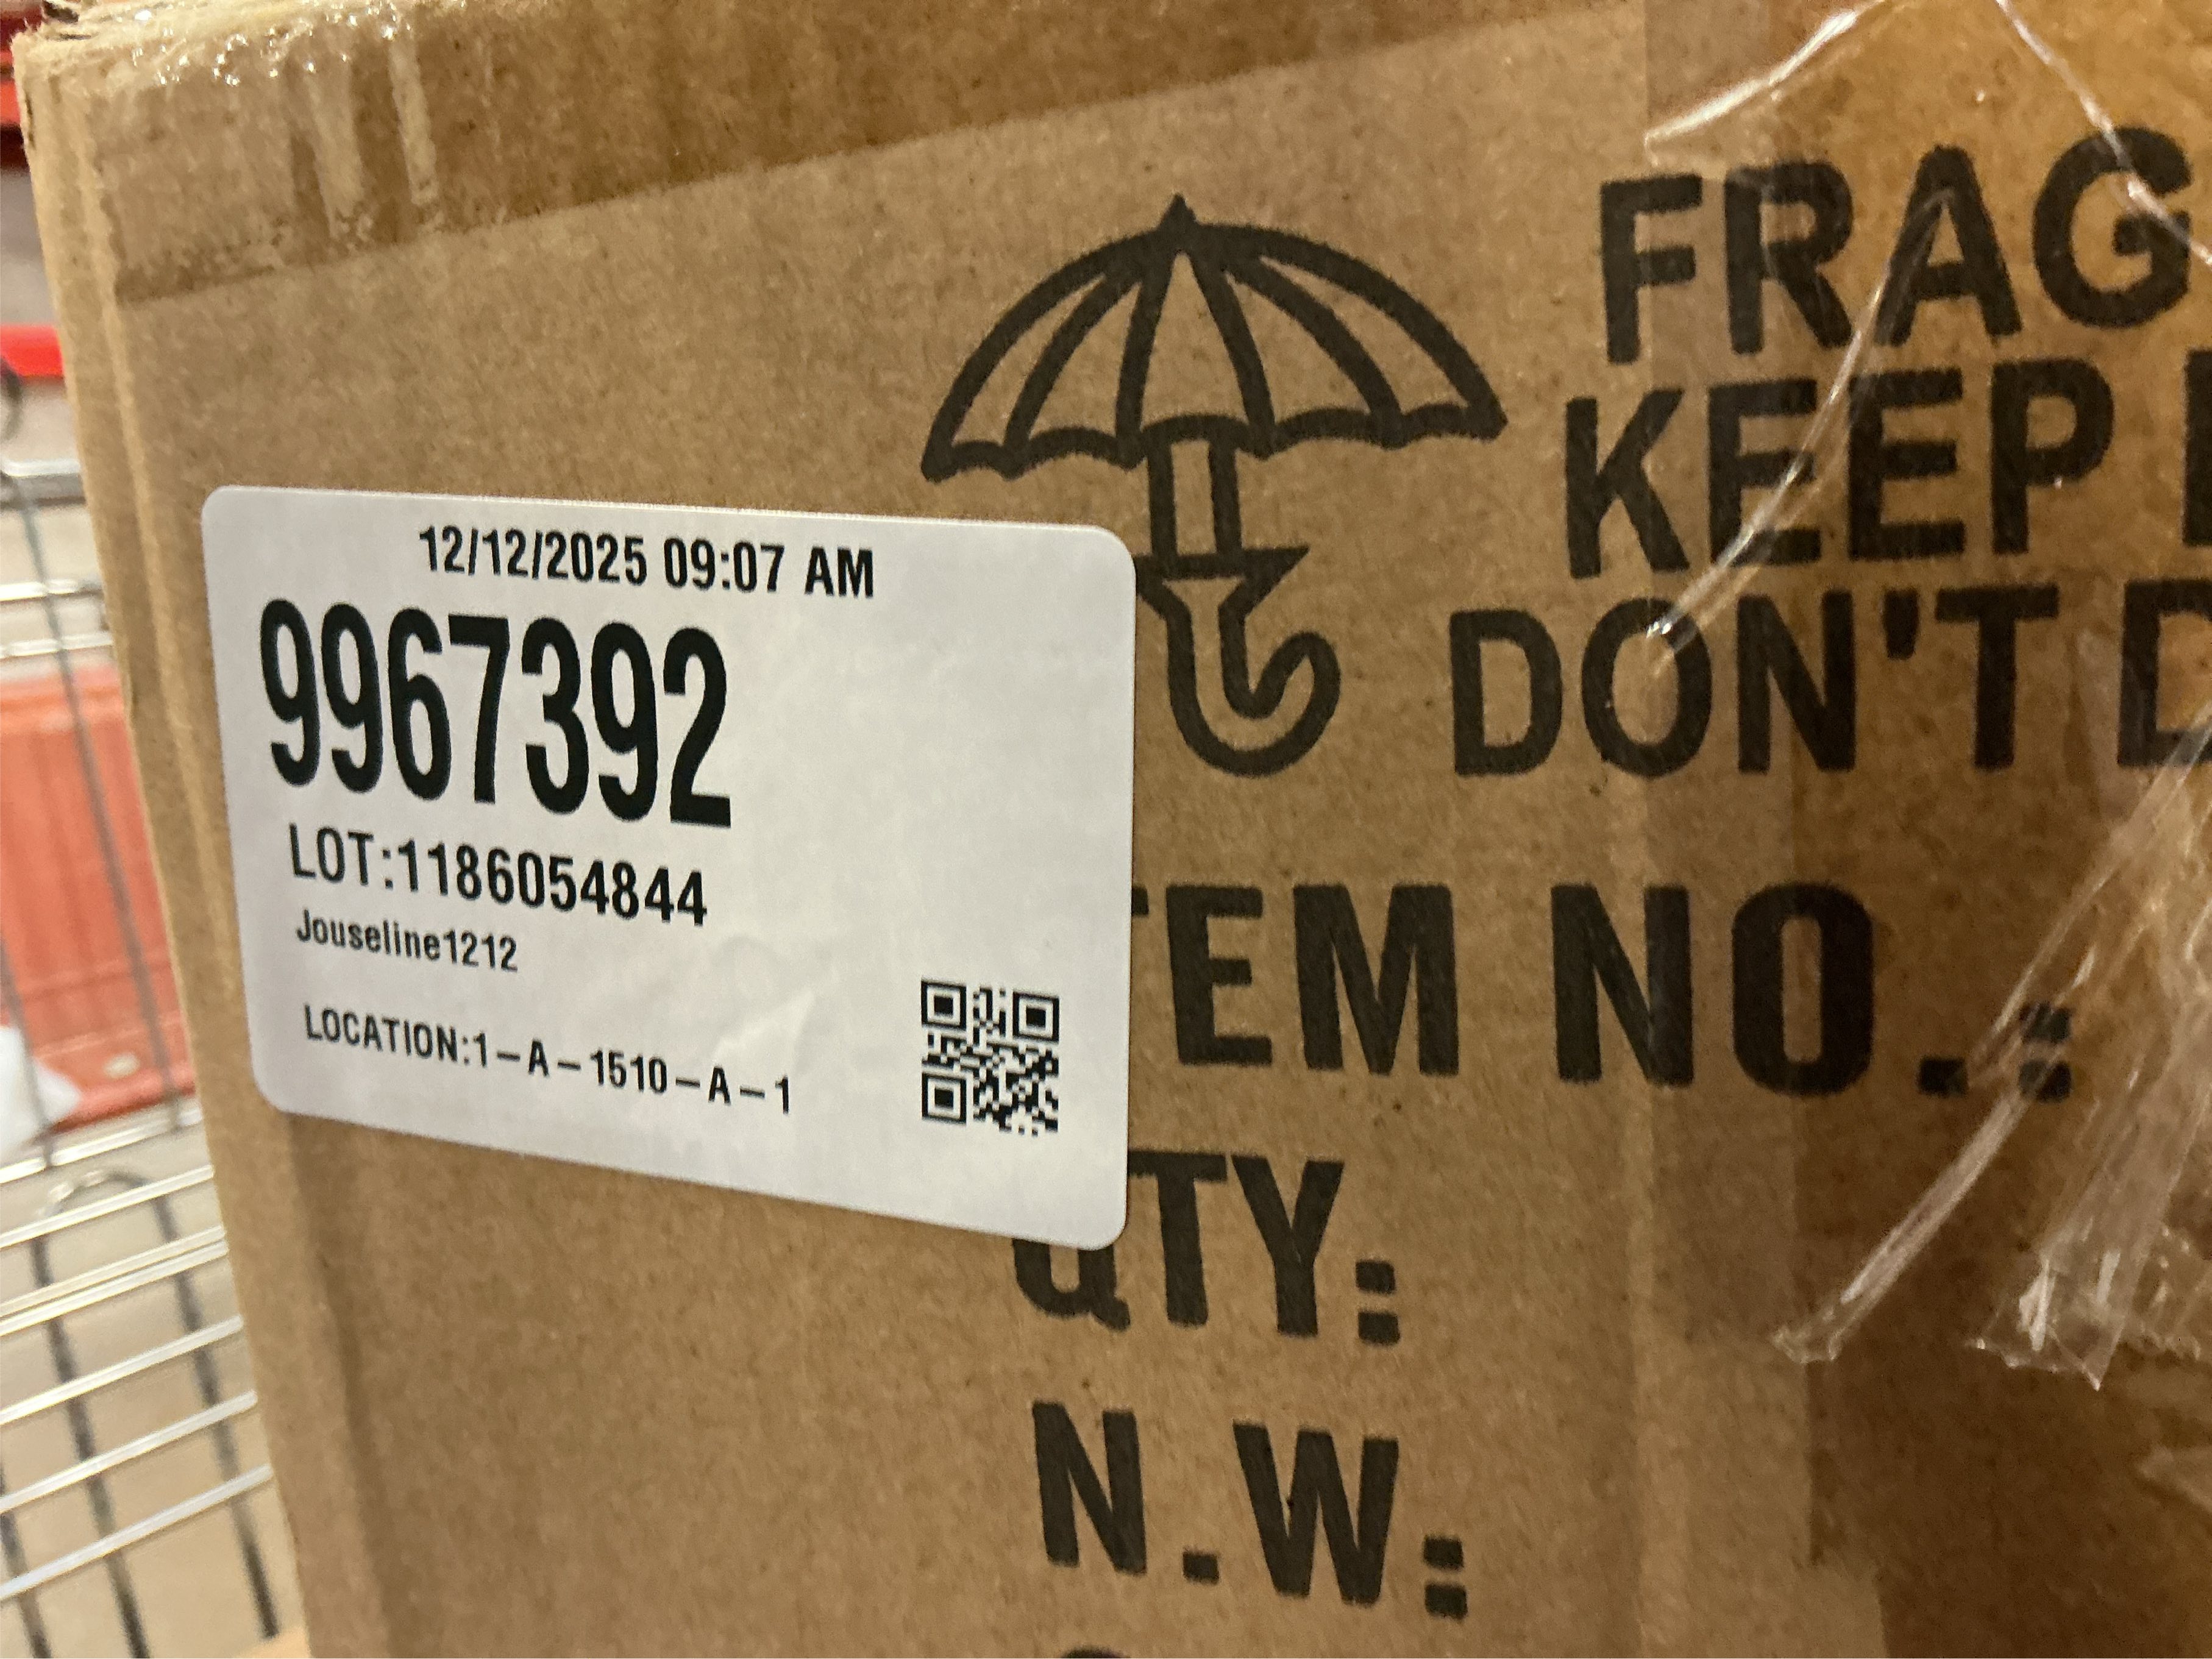 12/12/2025 09:07 AM
9967392
LOT:1186054844
Jouseline1212
LOCATION:1-A-1510-A-1
FRAG
KEEP
DON'T D
TEM NO.:
QTY:
N.W: